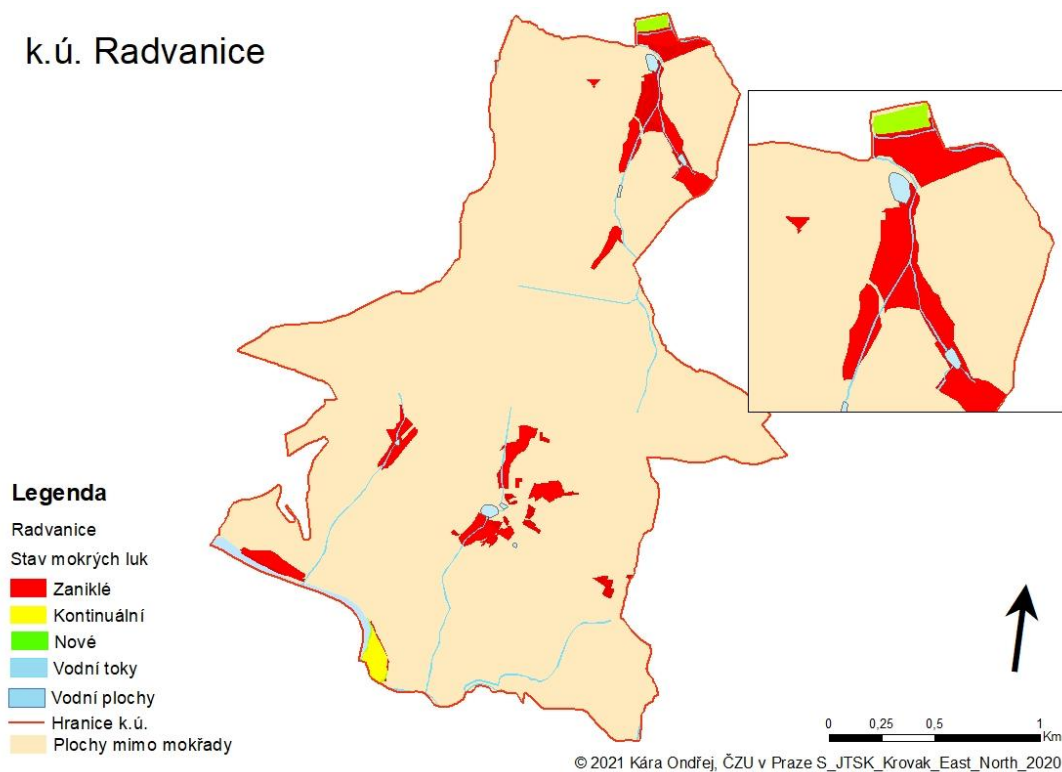 k.ú. Radvanice
Legenda
Radvanice
Stav mokrých luk
Zaniklé
Kontinuální
Nové
Vodní toky
Vodní plochy
Hranice k.ú.
Plochy mimo mokřady
0 0,25 0,5 1
Km
© 2021 Kára Ondřej, ČZU v Praze S_JTSK_Krovak_East_North_2020